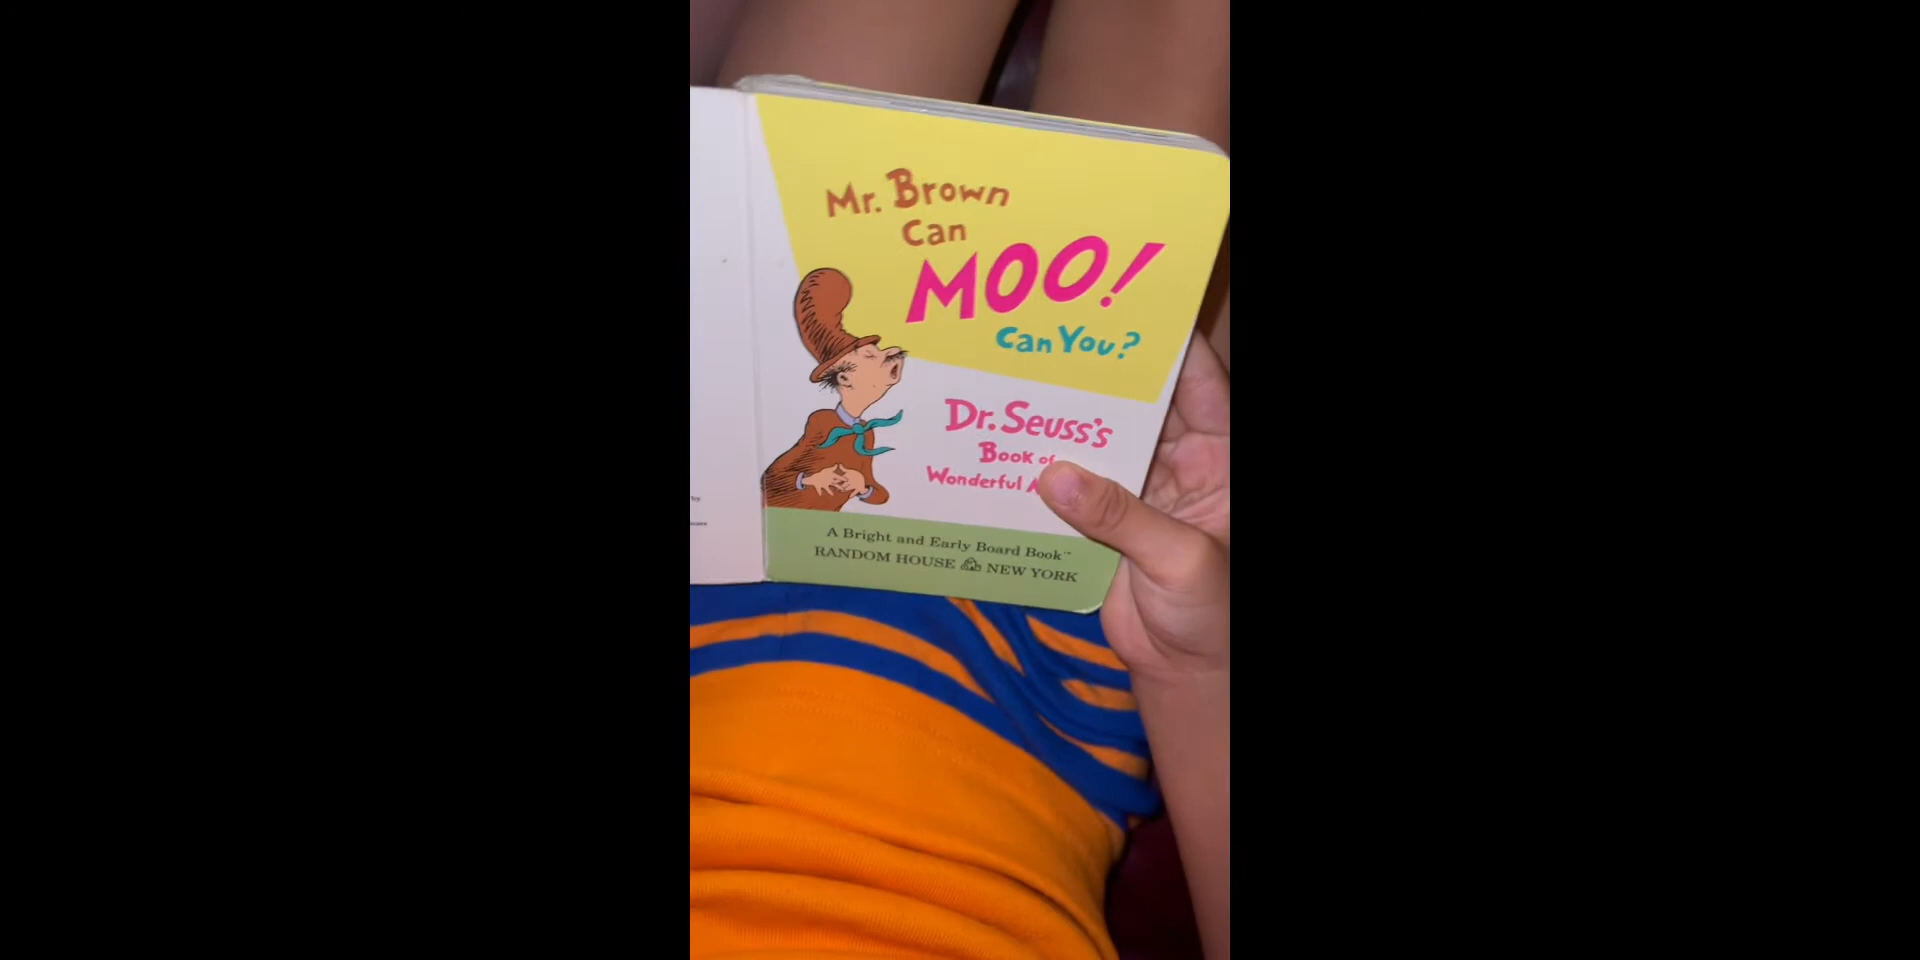 Mr. Brown
Can
MOO!
Can You?
Dr. Seuss's
Book of
Wonderful
A Bright and Early Board Book™
RANDOM HOUSE NEW YORK